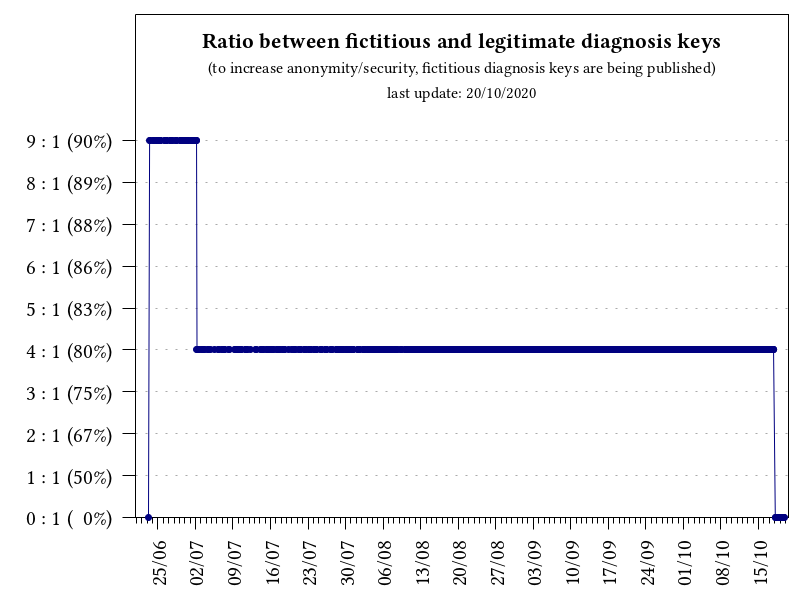 Ratio between fictitious and legitimate diagnosis keys
(to increase anonymity/security, fictitious diagnosis keys are being published)
last update: 20/10/2020
9 : 1 (90%)
8 : 1 (89%)
7 : 1 (88%)
6 : 1 (86%)
5 : 1 (83%)
4 : 1 (80%)
3 : 1 (75%)
2 : 1 (67%)
1 : 1 (50%)
0 : 1 (  0%)
25/06
02/07
09/07
16/07
23/07
30/07
06/08
13/08
20/08
27/08
03/09
10/09
17/09
24/09
01/10
08/10
15/10